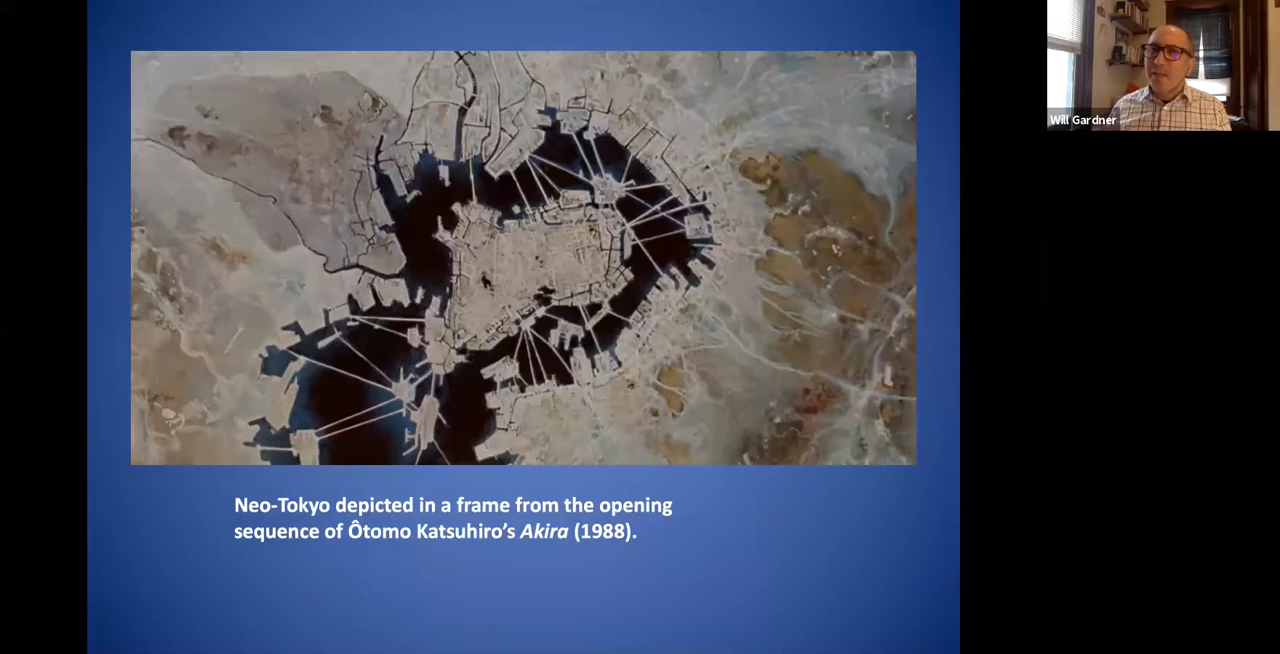 Will Gardner
Neo-Tokyo depicted in a frame from the opening
sequence of Ôtomo Katsuhiro’s Akira (1988).